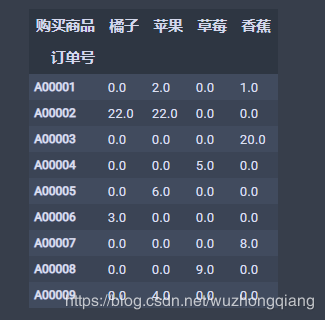 购买商品 橘子 苹果 草莓 香蕉
订单号
A00001 0.0 2.0 0.0 1.0
A00002 22.0 22.0 0.0 0.0
A00003 0.0 0.0 0.0 20.0
A00004 0.0 0.0 5.0 0.0
A00005 0.0 6.0 0.0 0.0
A00006 3.0 0.0 0.0 0.0
A00007 0.0 0.0 0.0 8.0
A00008 0.0 0.0 9.0 0.0
A00009 0.0 4.0 0.0 0.0
https://blog.csdn.net/wuzhongqiang